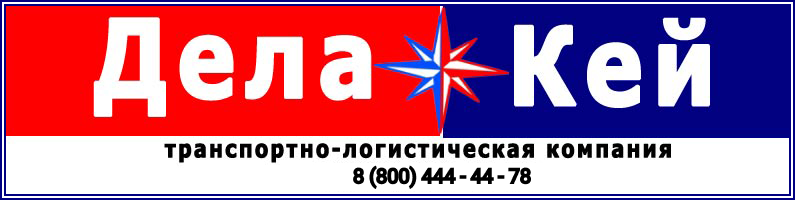 Дела Кей
транспортно-логистическая компания
8 (800) 444 - 44 - 78